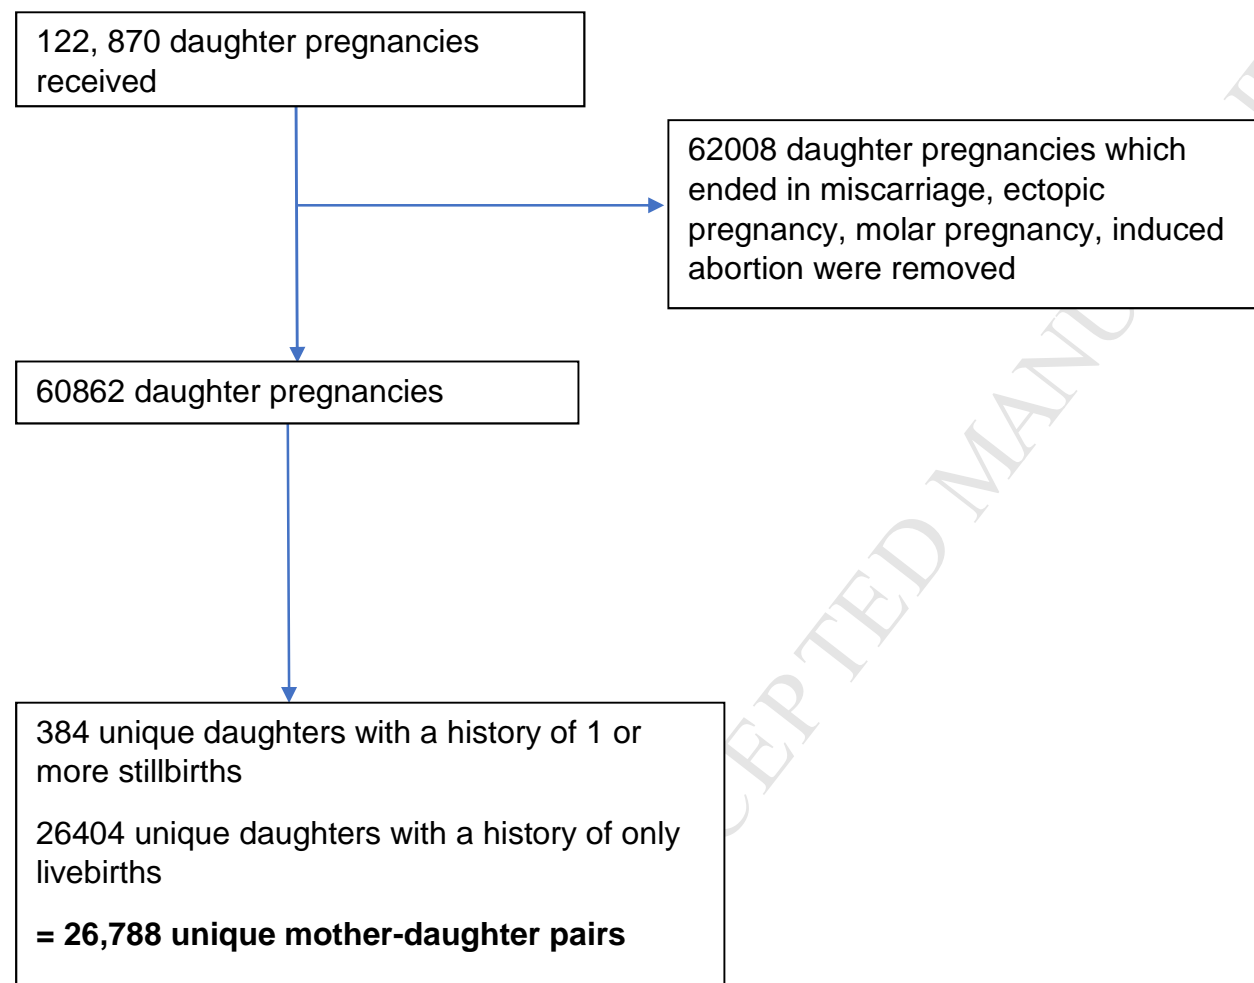 122, 870 daughter pregnancies
received
62008 daughter pregnancies which
ended in miscarriage, ectopic
pregnancy, molar pregnancy, induced
abortion were removed
60862 daughter pregnancies
384 unique daughters with a history of 1 or
more stillbirths
26404 unique daughters with a history of only
livebirths
= 26,788 unique mother-daughter pairs
CEPTED MANU